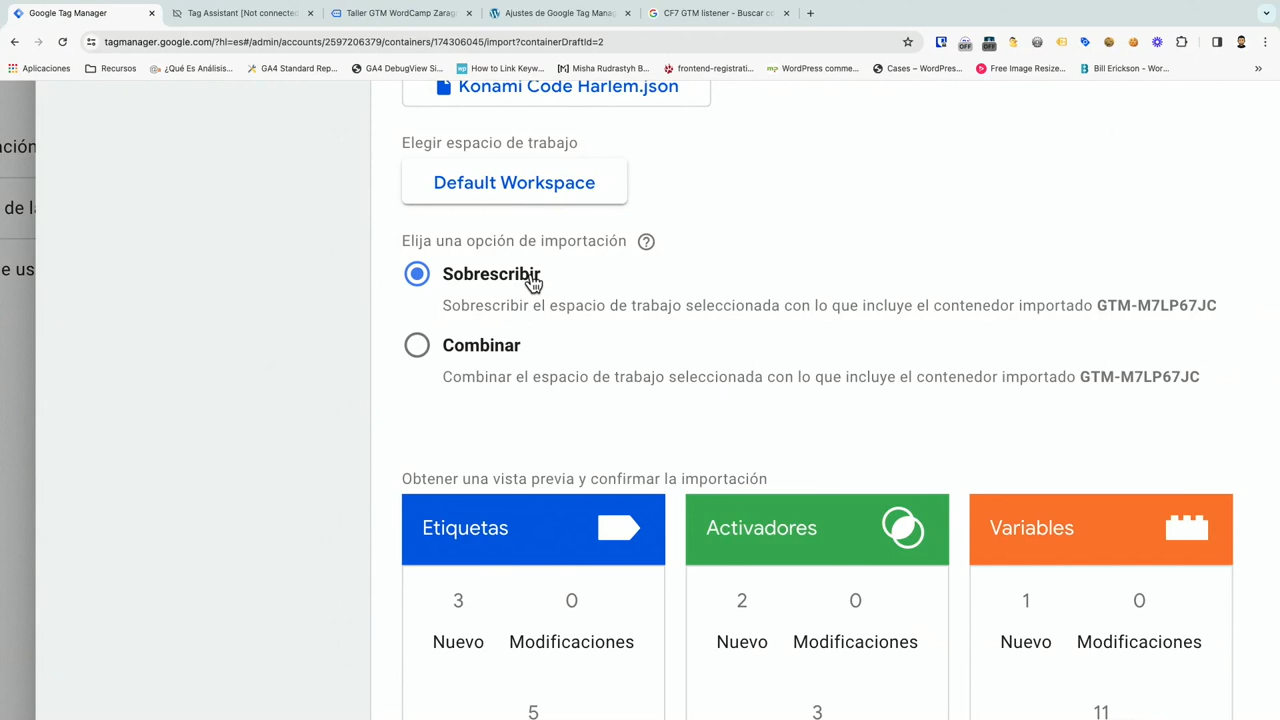 Google Tag Manager
Tag Assistant [Not connected
Taller GTM WordCamp Zarag
Ajustes de Google Tag Manag
CF7 GTM listener - Buscar co
tagmanager.google.com/?hl=es#/admin/accounts/2597206379/containers/174306045/import?containerDraftId=2
OFF
OFF
Aplicaciones
Recursos
¿Qué Es Análisis...
GA4 Standard Rep...
GA4 DebugView Si...
How to Link Keyw...
Misha Rudrastyh B...
frontend-registrati...
WordPress comme...
Cases – WordPres...
Free Image Resize...
Bill Erickson - Wor...
Konami Code Harlem.json
ación
de la
e us
Elegir espacio de trabajo
Default Workspace
Elija una opción de importación
Sobrescribir
Sobrescribir el espacio de trabajo seleccionada con lo que incluye el contenedor importado GTM-M7LP67JC
Combinar
Combinar el espacio de trabajo seleccionada con lo que incluye el contenedor importado GTM-M7LP67JC
Obtener una vista previa y confirmar la importación
Etiquetas
Activadores
Variables
3 0
2 0
1 0
Nuevo Modificaciones
Nuevo Modificaciones
Nuevo Modificaciones
5
3
11